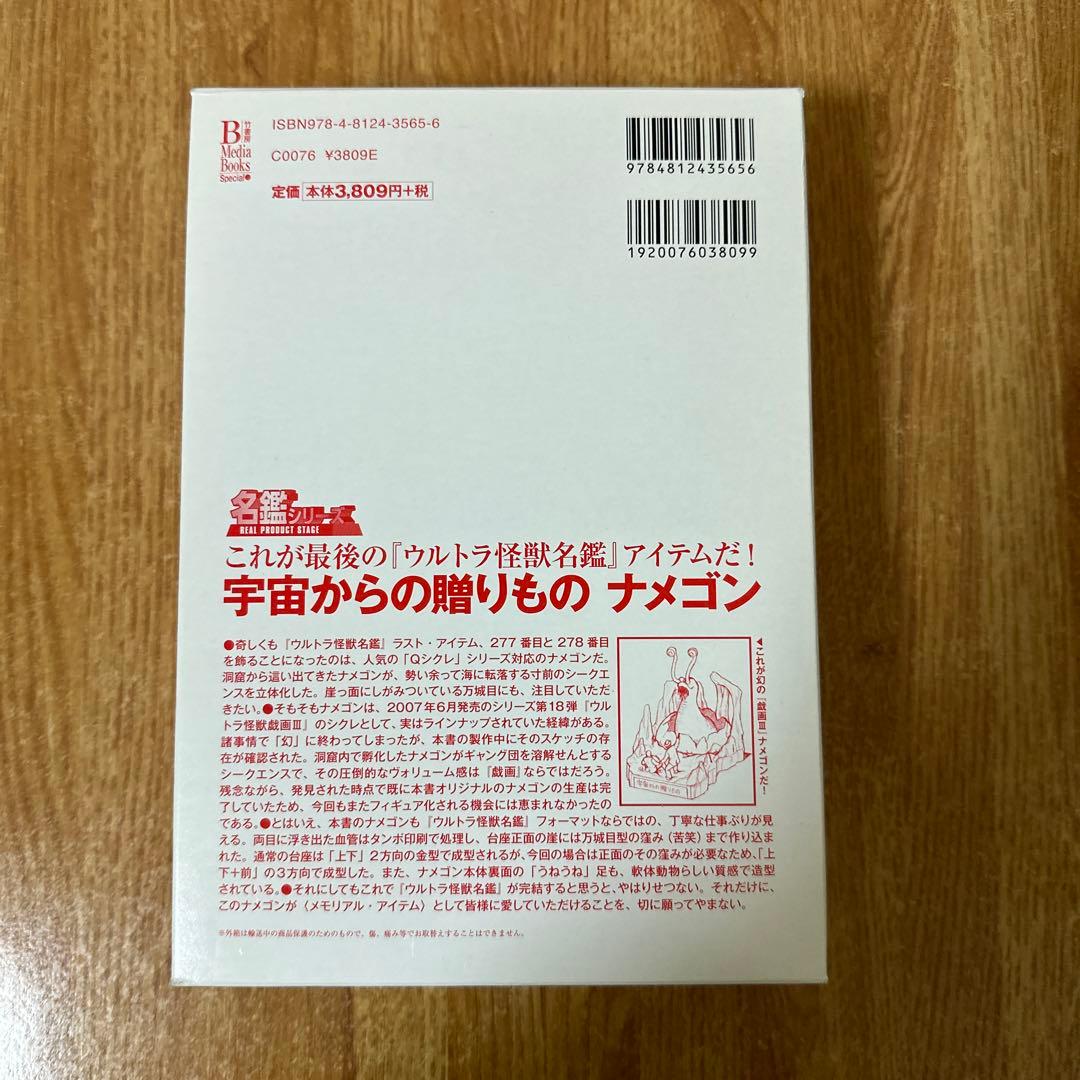 竹書房
B
Media
Books
Special
ISBN978-4-8124-3565-6
C0076 ¥3809E
定価 本体3,809円+税
9784812435656
1920076038099
名鑑シリーズ
REAL PRODUCT STAGE
これが最後の『ウルトラ怪獣名鑑』アイテムだ！
宇宙からの贈りもの ナメゴン
●奇しくも『ウルトラ怪獣名鑑』ラスト・アイテム、277番目と278番目
を飾ることになったのは、人気の「Qシクレ」シリーズ対応のナメゴンだ。
洞窟から這い出てきたナメゴンが、勢い余って海に転落する寸前のシークエ
ンスを立体化した。崖っ面にしがみついている万城目にも、注目していただ
きたい。●そもそもナメゴンは、2007年6月発売のシリーズ第18弾『ウル
トラ怪獣戯画Ⅲ』のシクレとして、実はラインナップされていた経緯がある。
諸事情で「幻」に終わってしまったが、本書の製作中にそのスケッチの存
在が確認された。洞窟内で孵化したナメゴンがギャング団を溶解せんとする
シークエンスで、その圧倒的なヴォリューム感は『戯画』ならではだろう。
残念ながら、発見された時点で既に本書オリジナルのナメゴンの生産は完
了していたため、今回もまたフィギュア化される機会には恵まれなかったの
である。●とはいえ、本書のナメゴンも『ウルトラ怪獣名鑑』フォーマットならではの、丁寧な仕事ぶりが見
える。両目に浮き出た血管はタンポ印刷で処理し、台座正面の崖には万城目型の窪み（苦笑）まで作り込ま
れた。通常の台座は「上下」2方向の金型で成型されるが、今回の場合は正面のその窪みが必要なため、「上
下+前」の3方向で成型した。また、ナメゴン本体裏面の「うねうね」足も、軟体動物らしい質感で造型
されている。●それにしてもこれで『ウルトラ怪獣名鑑』が完結すると思うと、やはりせつない。それだけに、
このナメゴンが〈メモリアル・アイテム〉として皆様に愛していただけることを、切に願ってやまない。
◀これが幻の『戯画Ⅲ』ナメゴンだ！
宇宙からの贈りもの
※外箱は輸送中の商品保護のためのもので、傷、痛み等でお取替えすることはできません。